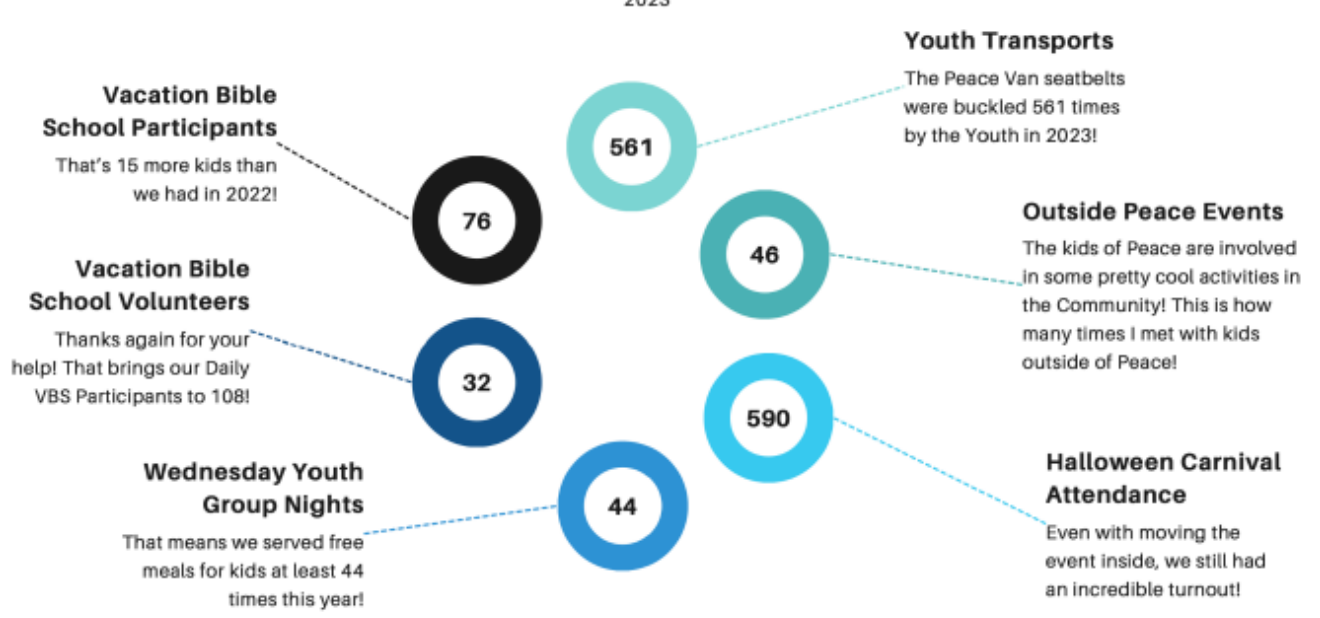 2023
Youth Transports
The Peace Van seatbelts
were buckled 561 times
by the Youth in 2023!
Vacation Bible
School Participants
That's 15 more kids than
we had in 2022!
561
76
Outside Peace Events
The kids of Peace are involved
in some pretty cool activities in
the Community! This is how
many times I met with kids
outside of Peace!
46
Vacation Bible
School Volunteers
Thanks again for your
help! That brings our Daily
VBS Participants to 108!
32
590
Halloween Carnival
Attendance
Even with moving the
event inside, we still had
an incredible turnout!
Wednesday Youth
Group Nights
That means we served free
meals for kids at least 44
times this year!
44